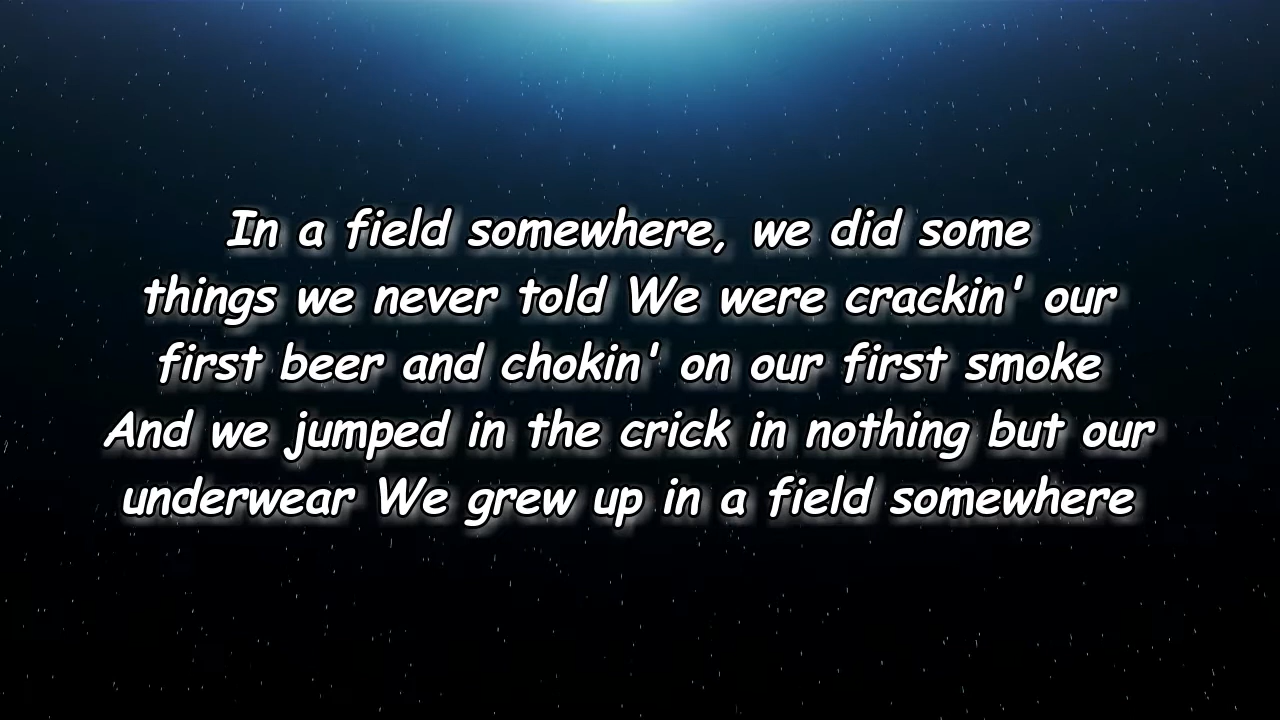 In a field somewhere, we did some
things we never told We were crackin' our
first beer and chokin' on our first smoke
And we jumped in the crick in nothing but our
underwear We grew up in a field somewhere